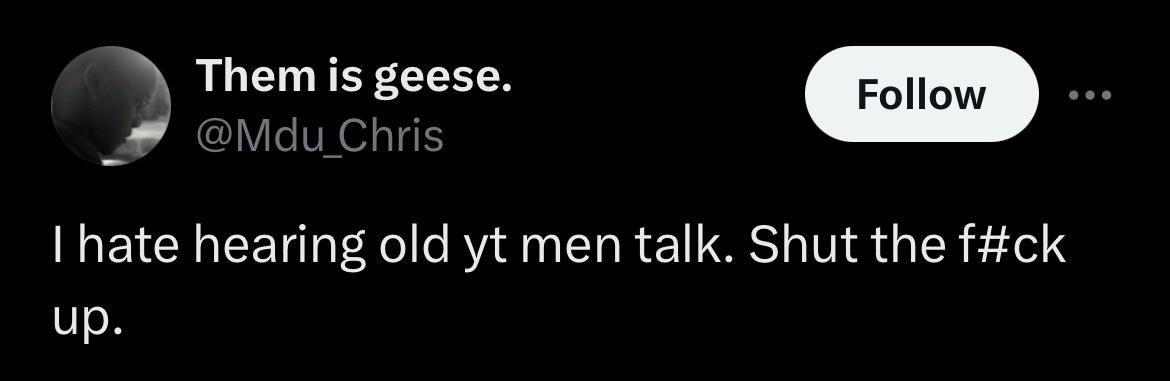 Them is geese.
Follow
@Mdu_Chris
I hate hearing old yt men talk. Shut the f#ck
up.